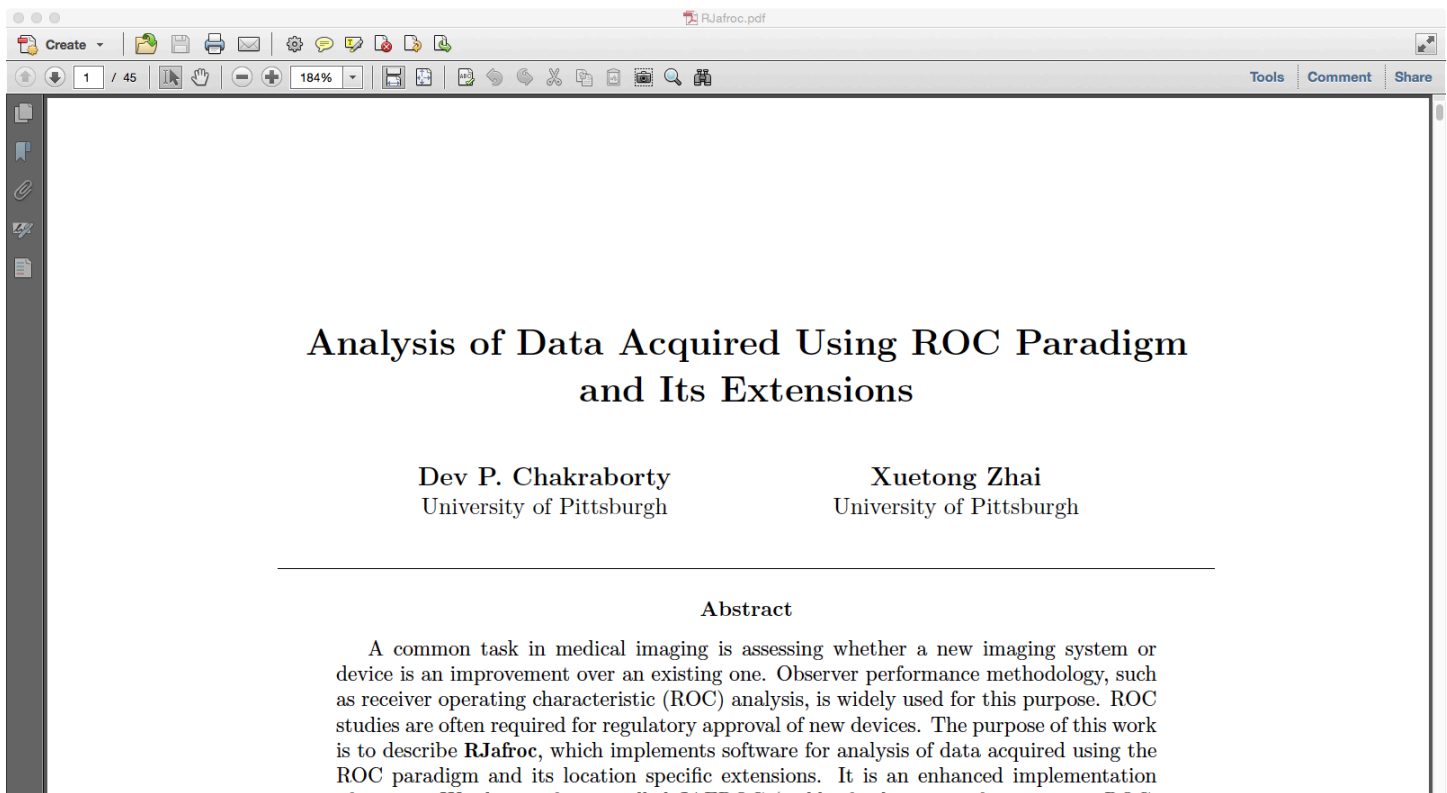 RJafroc.pdf
Create
1 / 45 184% Tools Comment Share
Analysis of Data Acquired Using ROC Paradigm
and Its Extensions
Dev P. Chakraborty Xuetong Zhai
University of Pittsburgh University of Pittsburgh
Abstract
A common task in medical imaging is assessing whether a new imaging system or
device is an improvement over an existing one. Observer performance methodology, such
as receiver operating characteristic (ROC) analysis, is widely used for this purpose. ROC
studies are often required for regulatory approval of new devices. The purpose of this work
is to describe RJafroc, which implements software for analysis of data acquired using the
ROC paradigm and its location specific extensions. It is an enhanced implementation